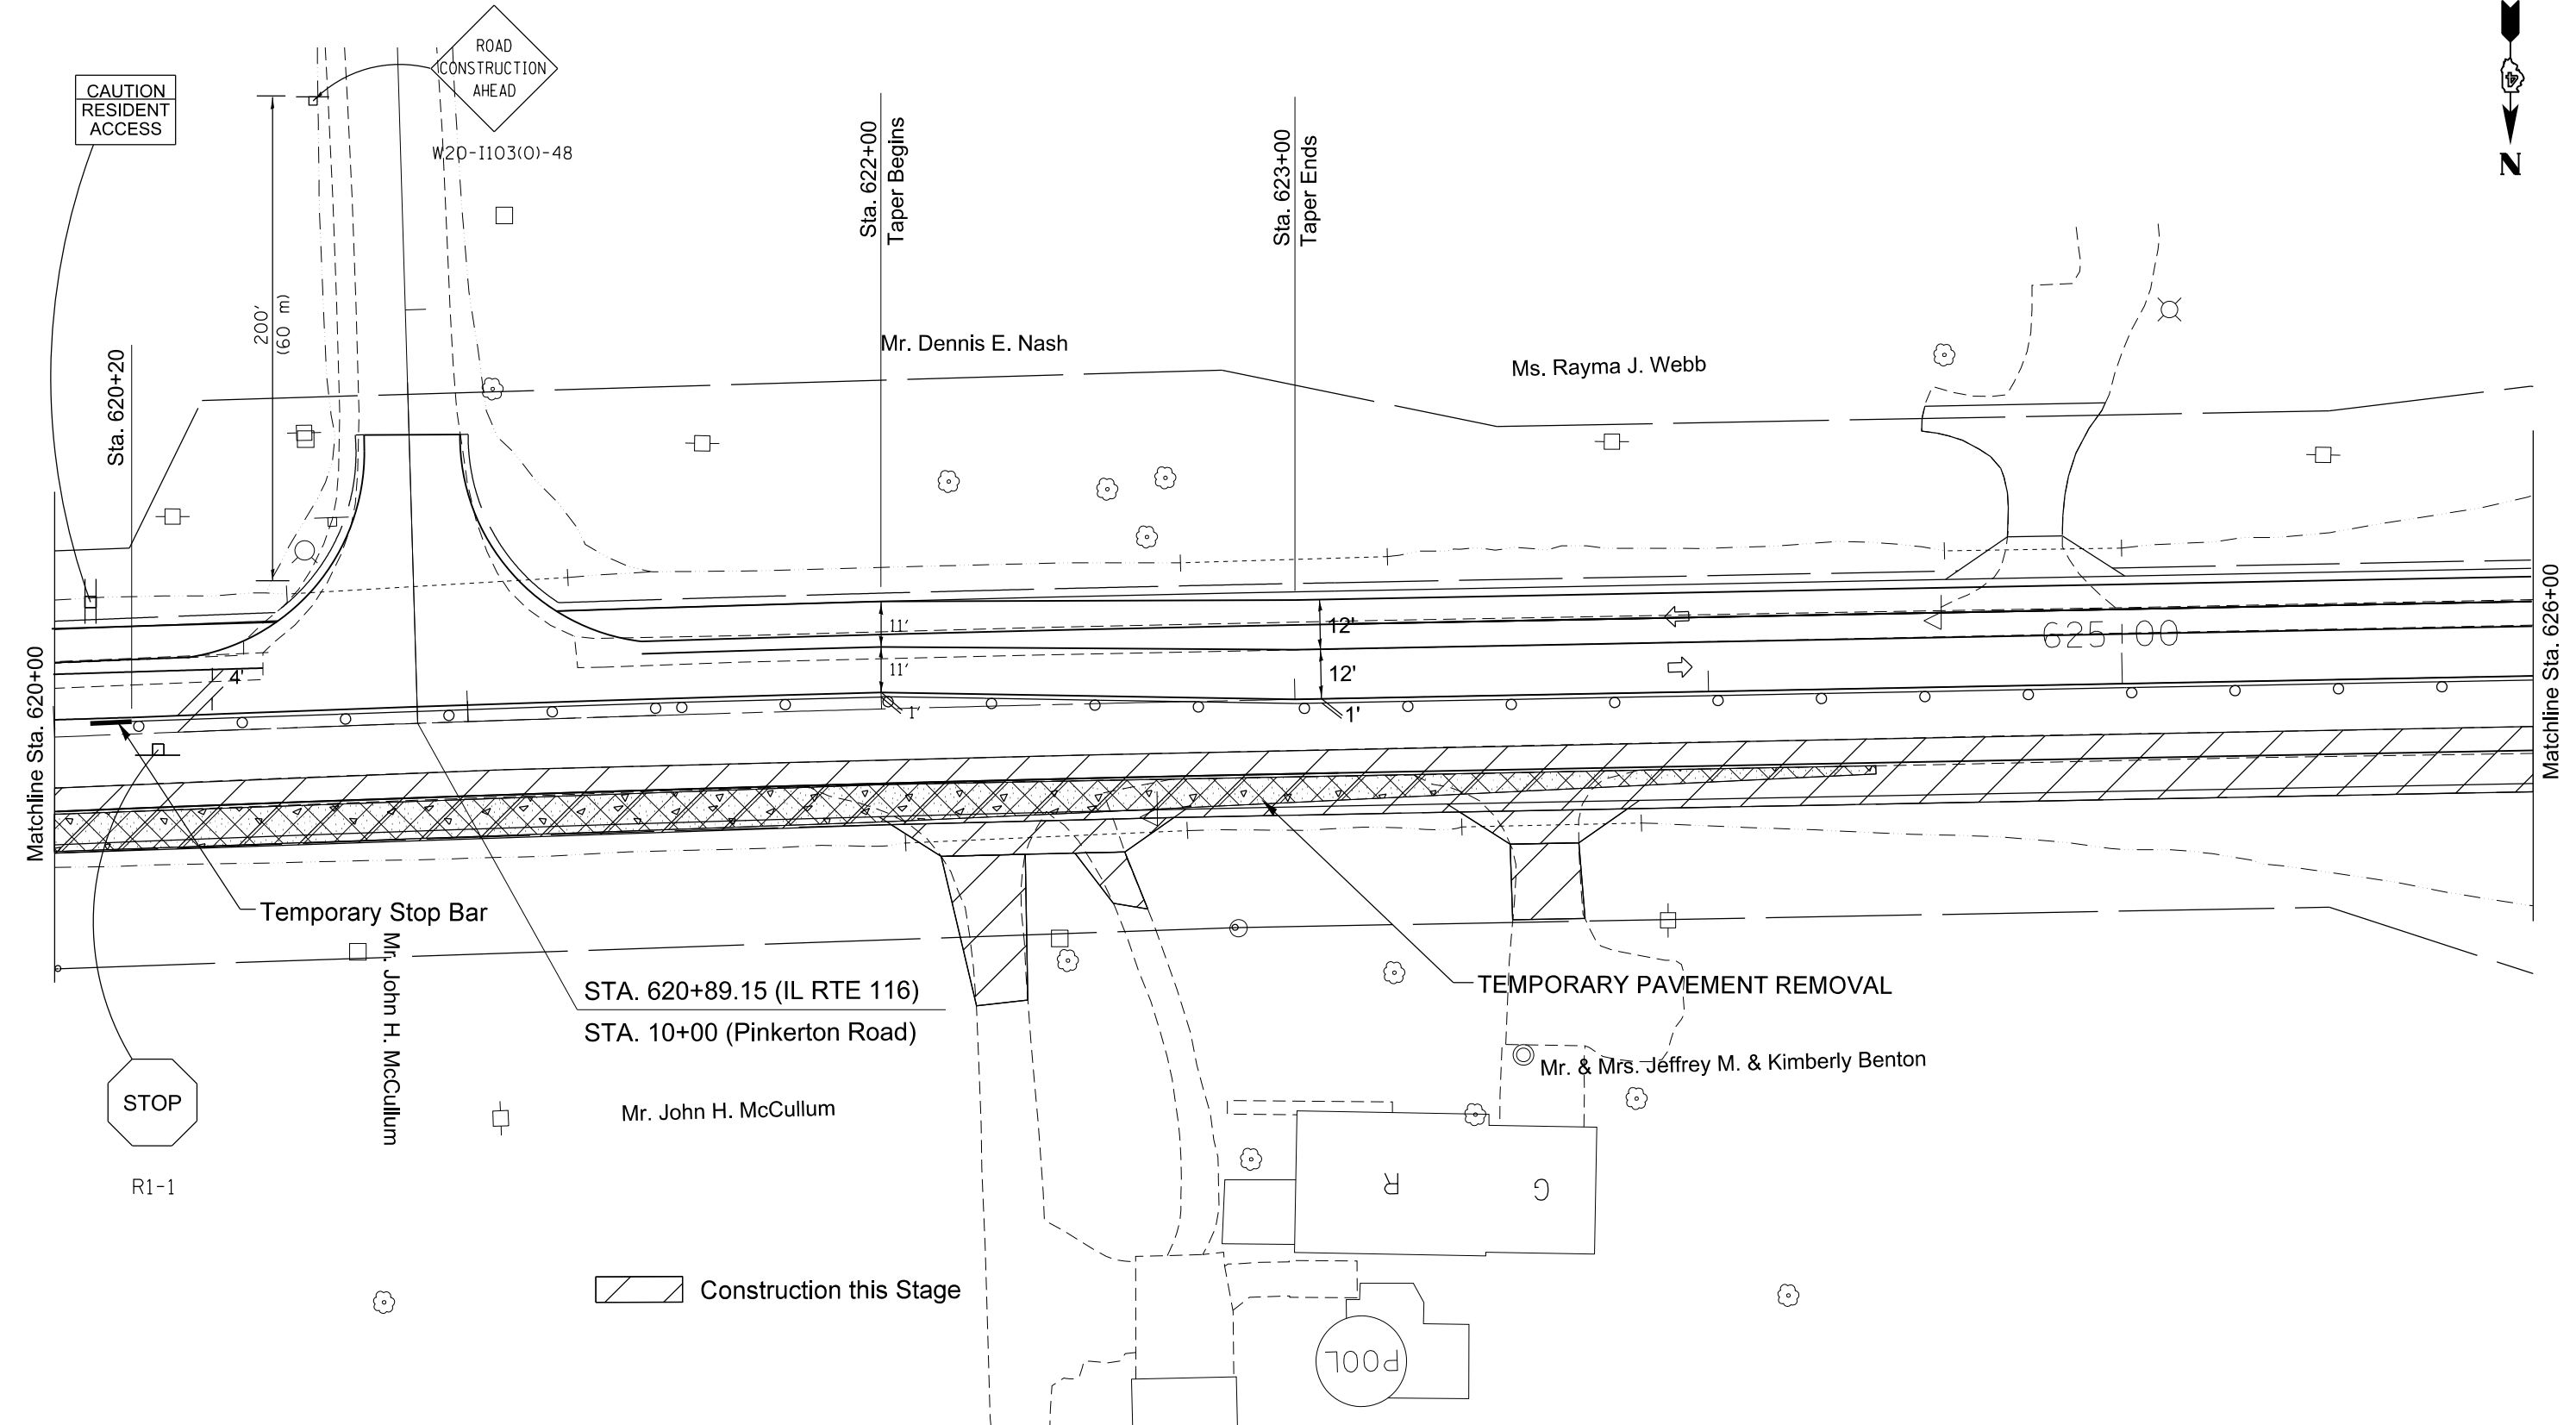 ROAD
CONSTRUCTION
AHEAD
W20-I103(O)-48
CAUTION
RESIDENT
ACCESS
4
N
Sta. 622+00
Taper Begins
Sta. 623+00
Taper Ends
200'
(60 m)
Sta. 620+20
Mr. Dennis E. Nash
Ms. Rayma J. Webb
11'
12'
625+00
11'
12'
4'
1'
1'
Matchline Sta. 620+00
Matchline Sta. 626+00
Temporary Stop Bar
Mr. John H. McCullum
STA. 620+89.15 (IL RTE 116)
STA. 10+00 (Pinkerton Road)
TEMPORARY PAVEMENT REMOVAL
Mr. & Mrs. Jeffrey M. & Kimberly Benton
STOP
R1-1
Mr. John H. McCullum
R
G
Construction this Stage
POOL